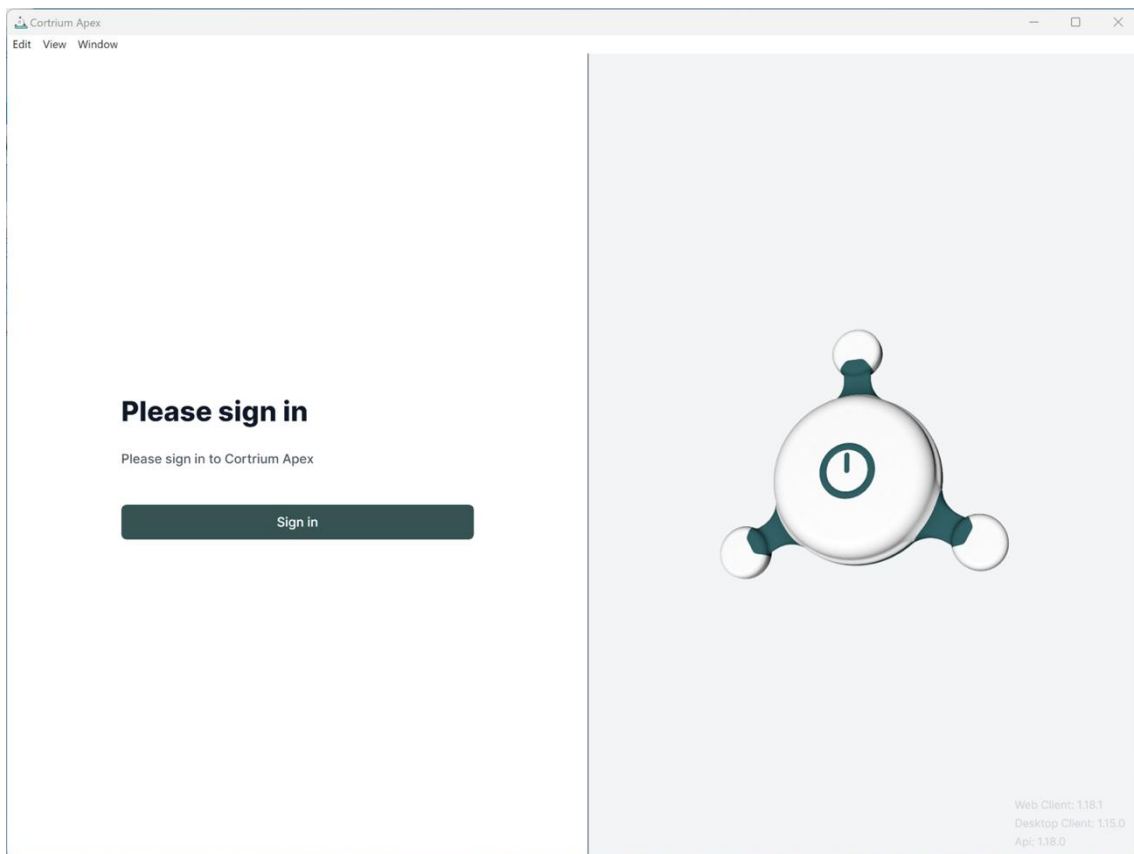 Cortrium Apex
Edit View Window
Please sign in
Please sign in to Cortrium Apex
Sign in
Web Client: 1.18.1
Desktop Client: 1.15.0
Api: 1.18.0